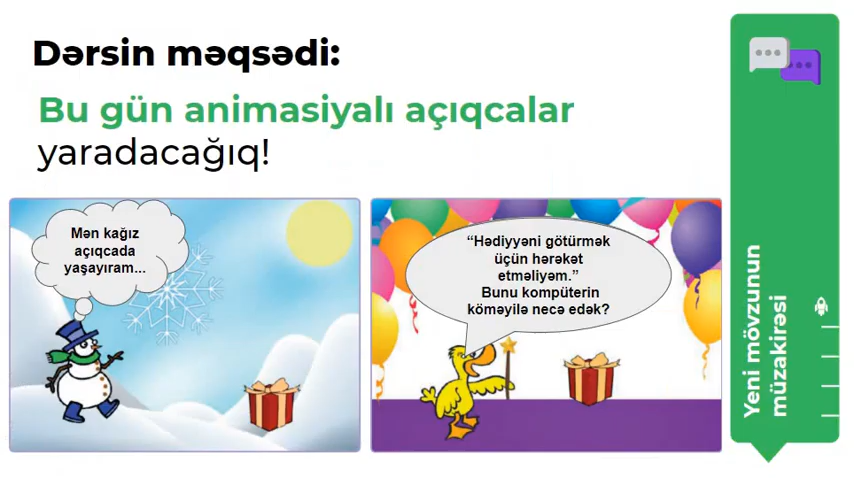 Dərsin məqsədi:
Bu gün animasiyalı açıqcalar
yaradacağıq!
Mən kağız
açıqcada
yaşayıram...
“Hədiyyəni götürmək
üçün hərəkət
etməliyəm.”
Bunu kompüterin
köməyilə necə edək?
Yeni mövzunun
müzakirəsi